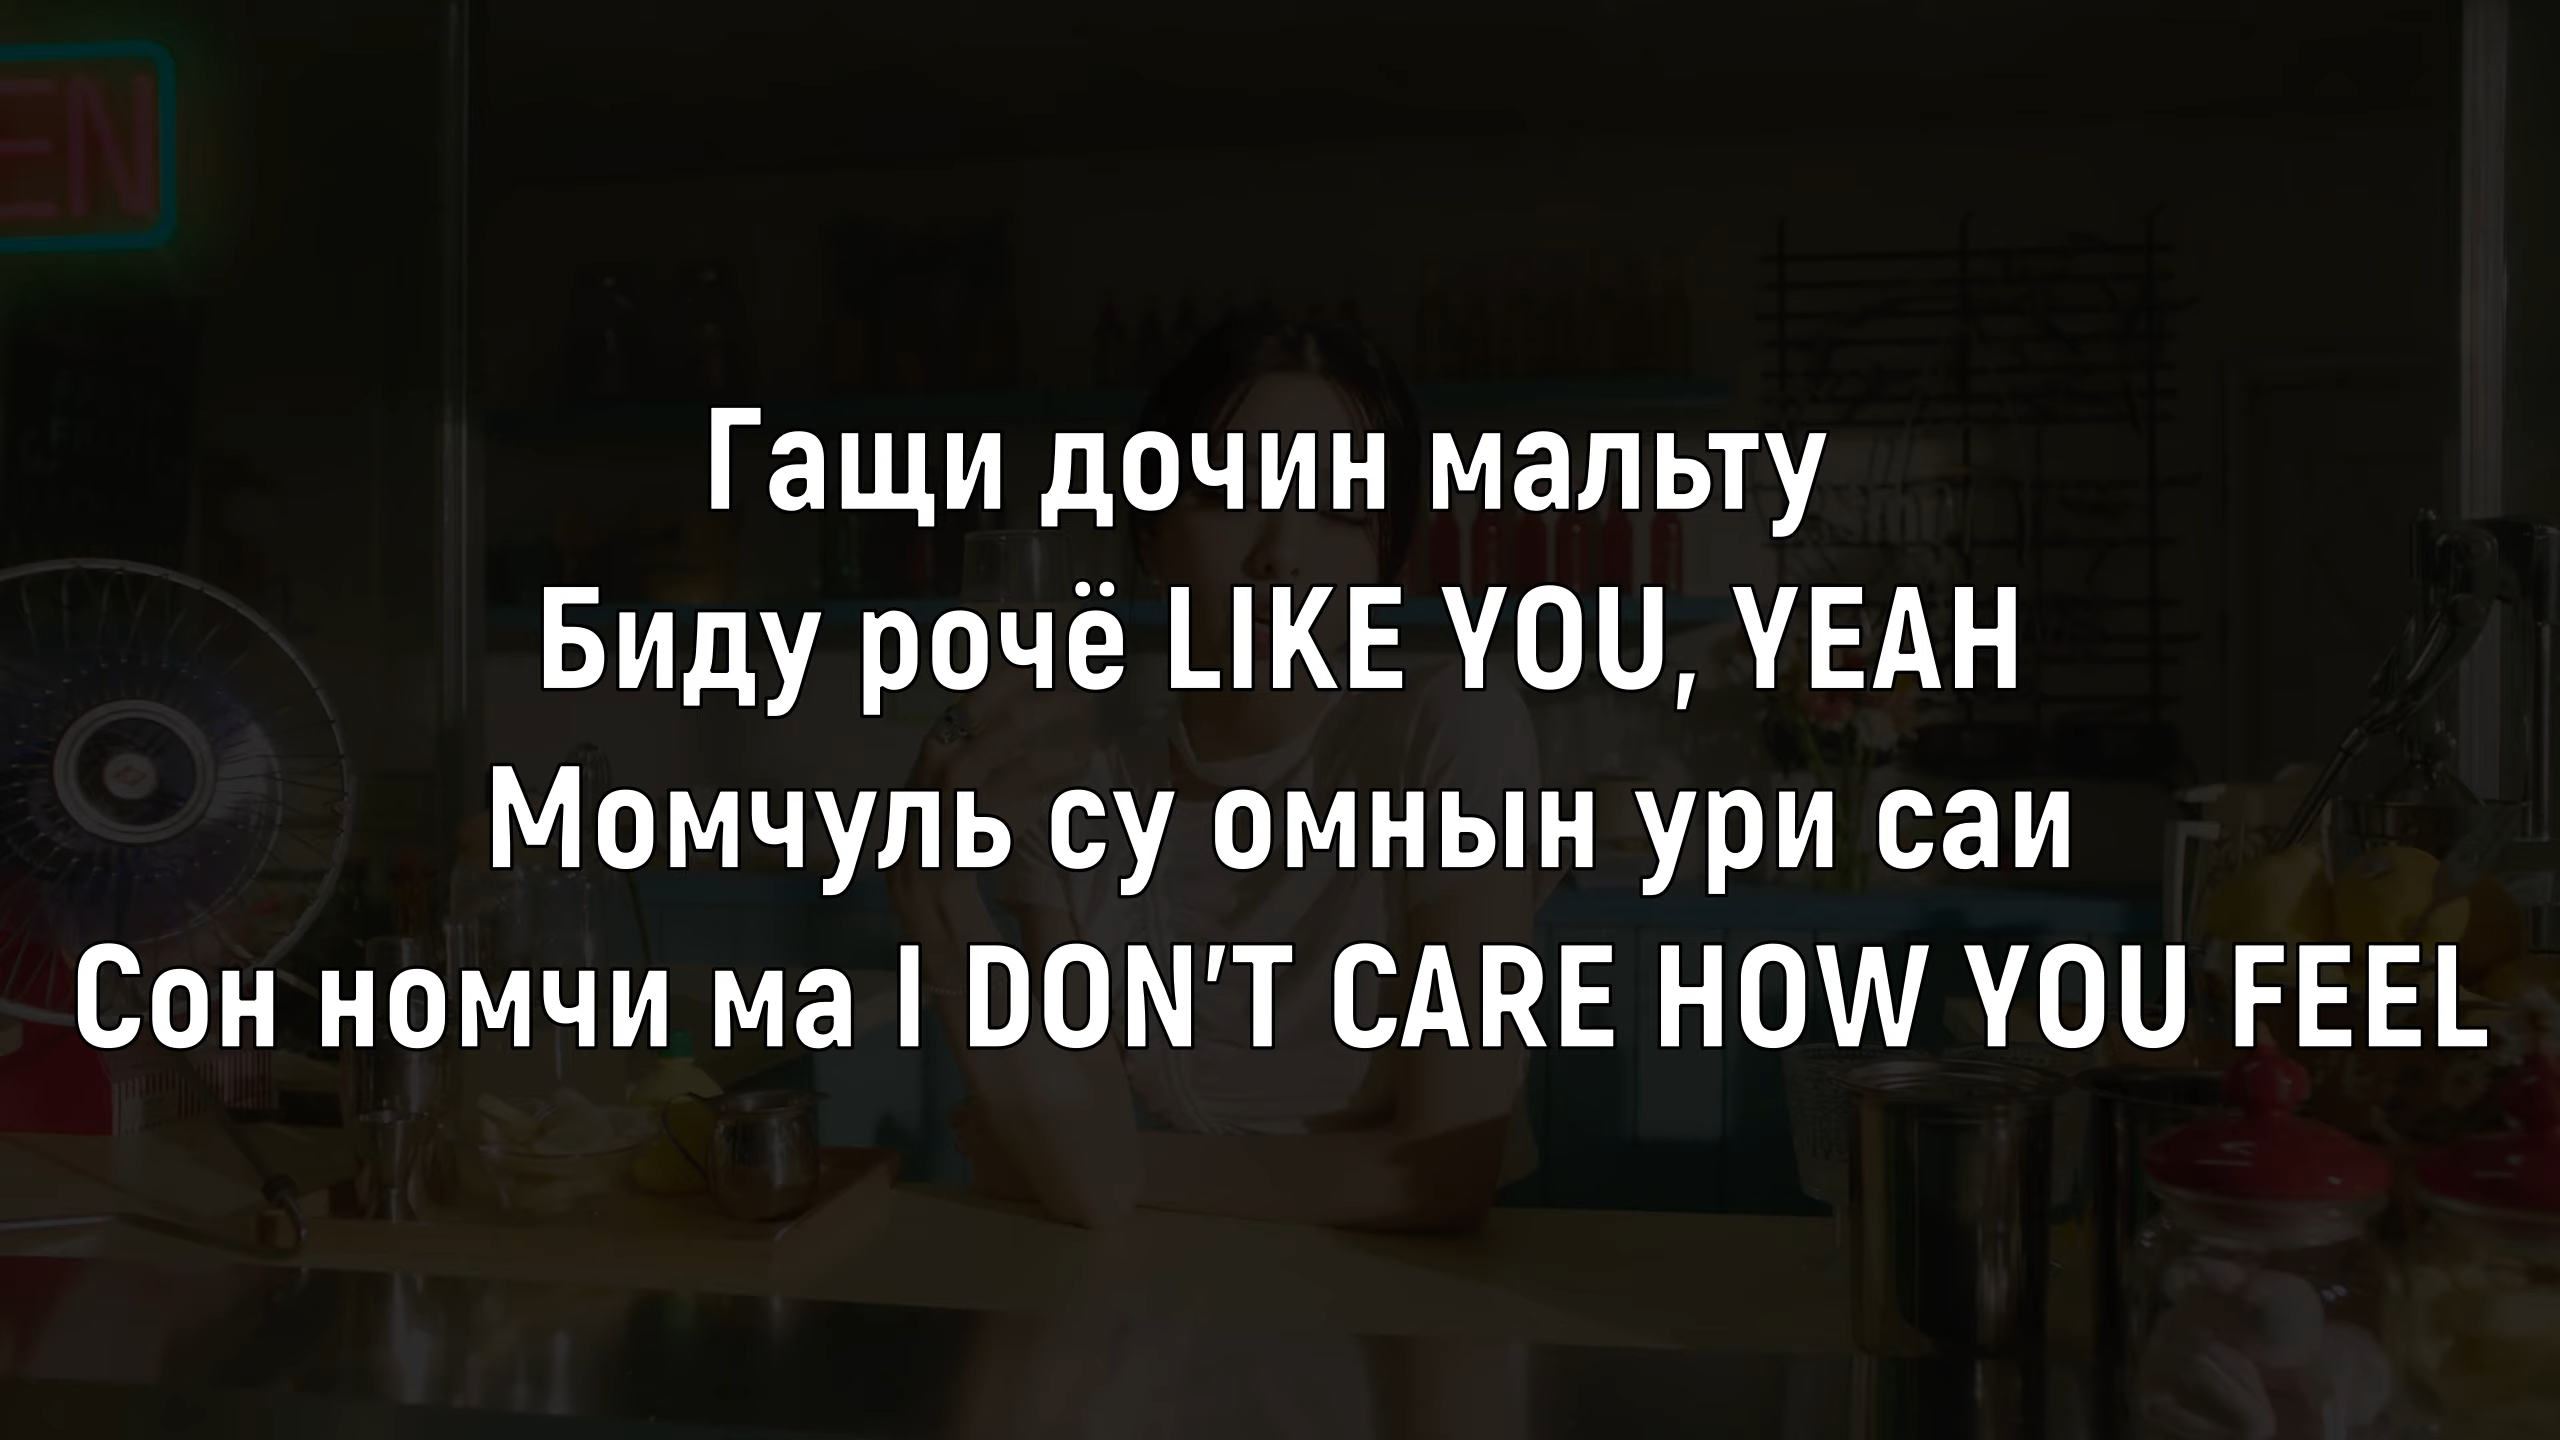 EN
Гащи дочин мальту
Биду рочё LIKE YOU, YEAH
Момчуль су омнын ури саи
Сон номчи ма I DON'T CARE HOW YOU FEEL